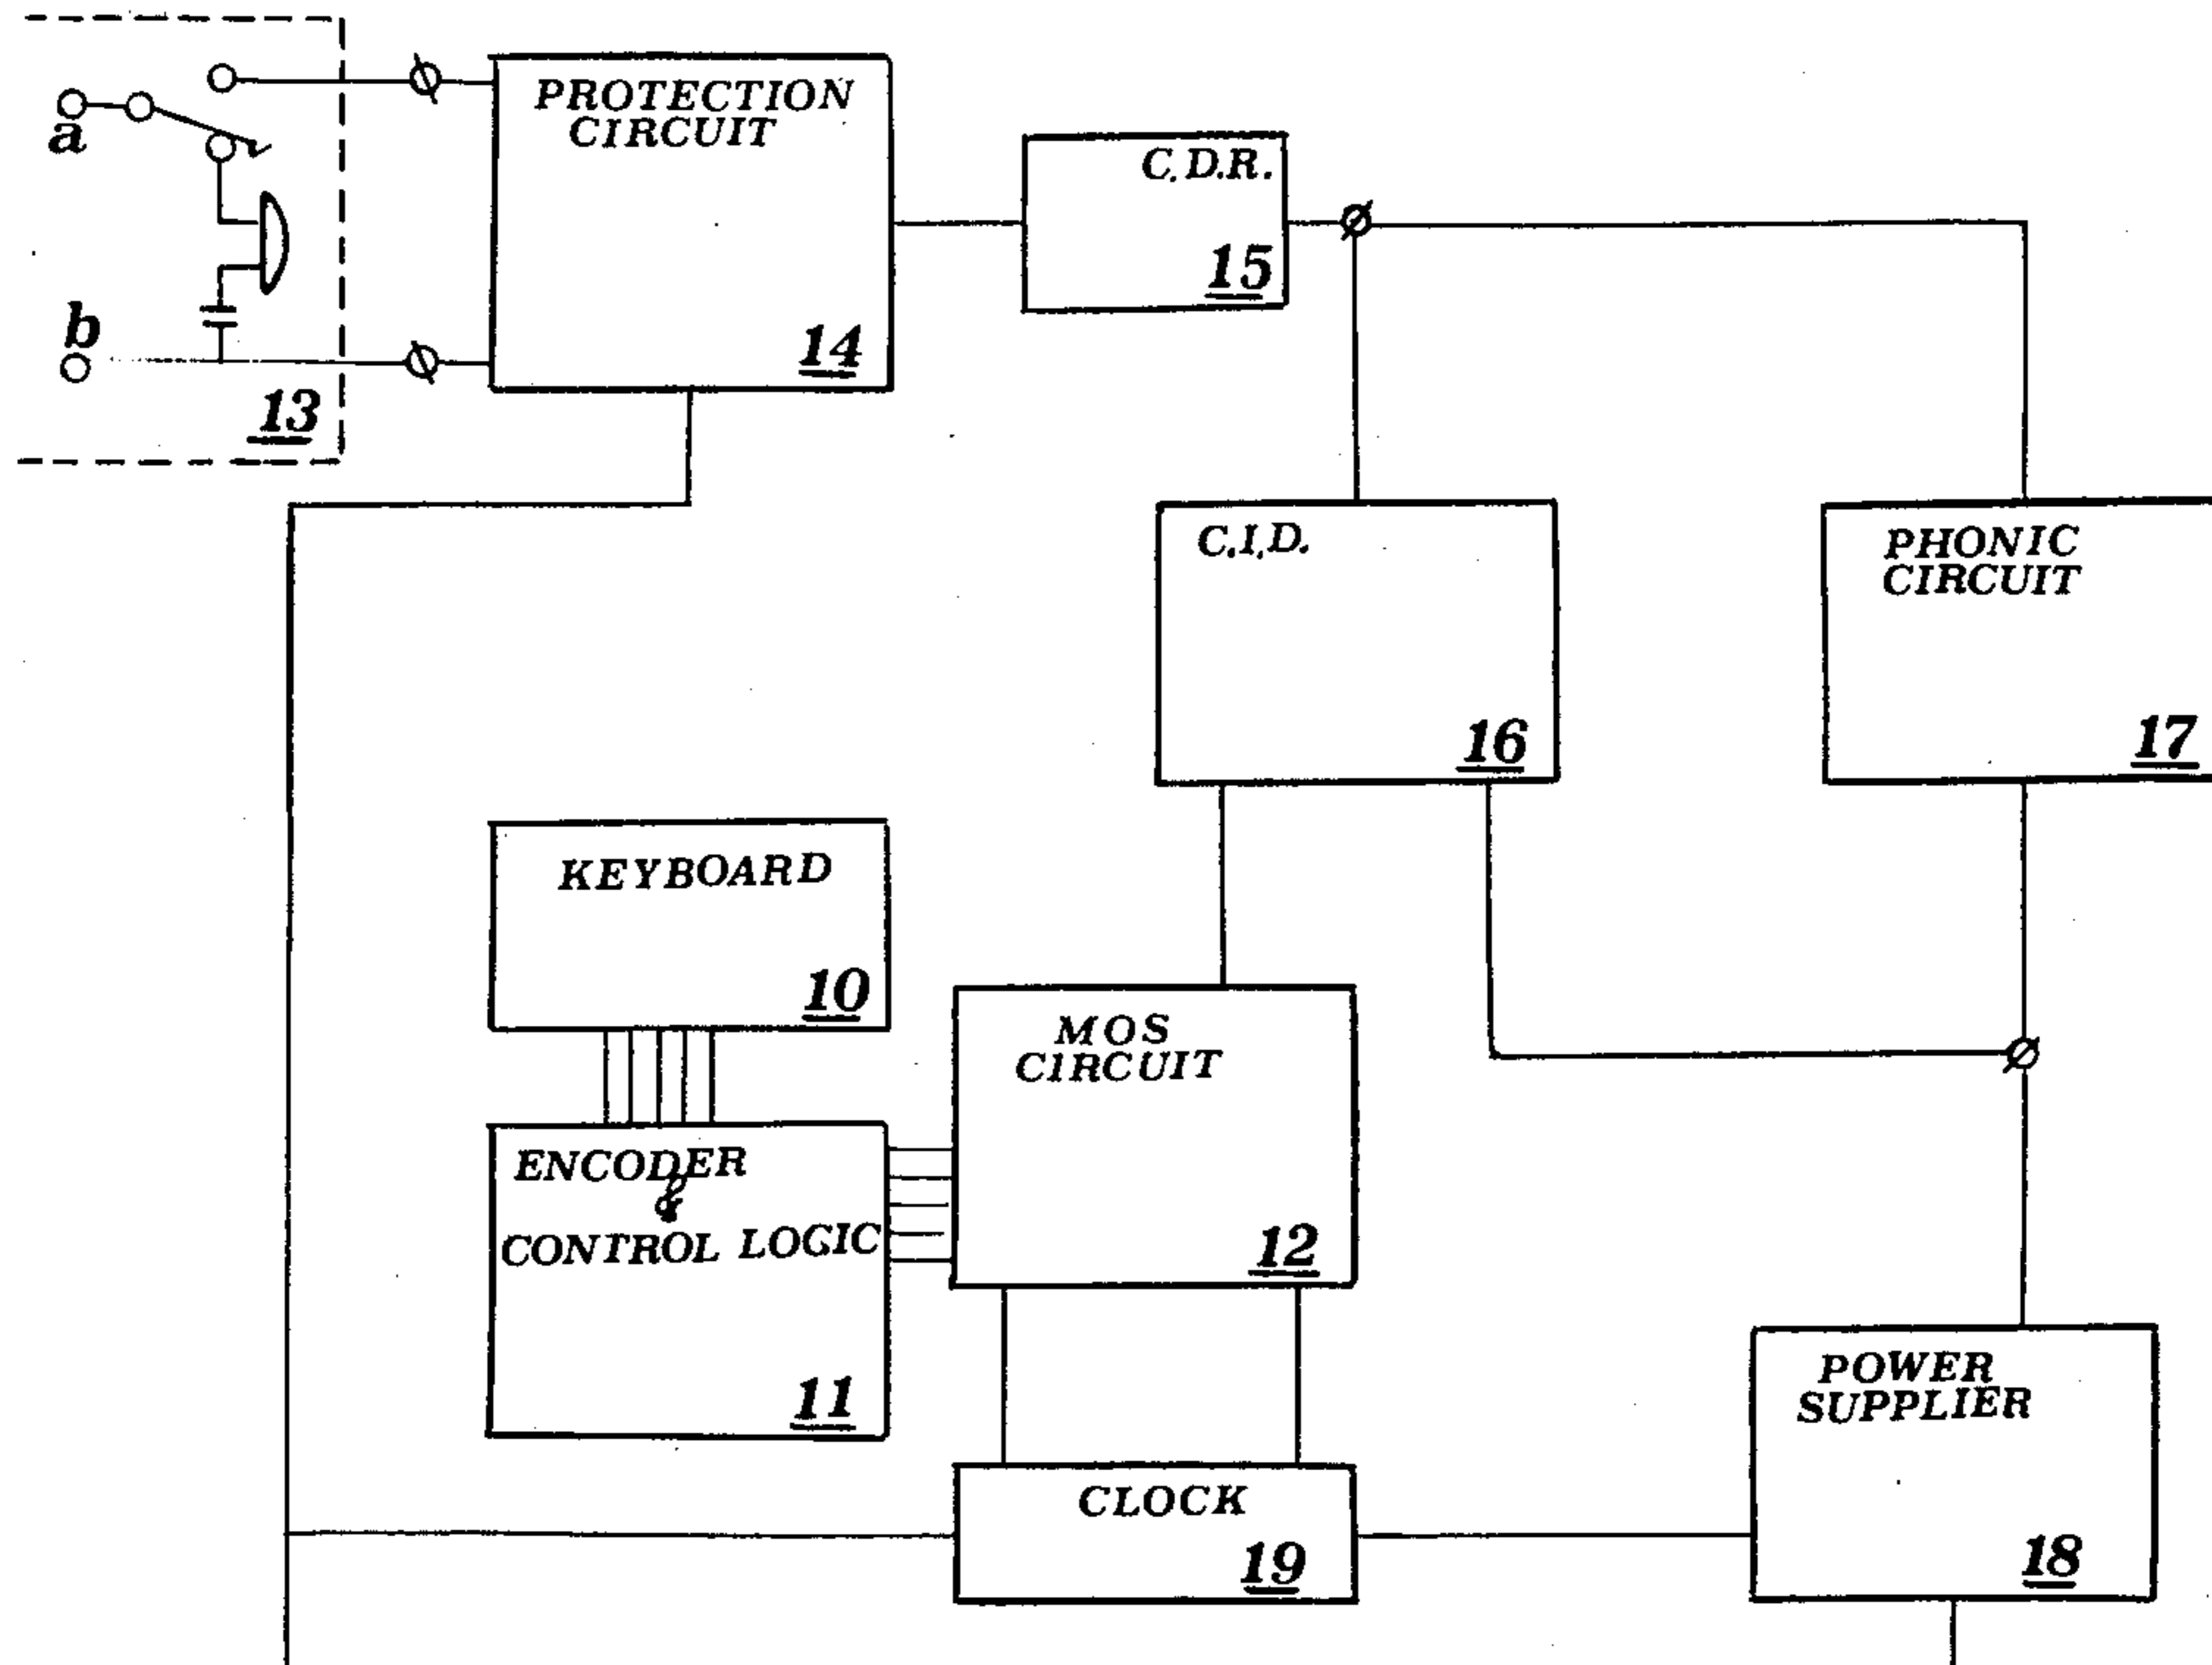 a
b
13
PROTECTION
CIRCUIT
14
C.D.R.
15
C.I.D.
16
PHONIC
CIRCUIT
17
KEYBOARD
10
ENCODER
&
CONTROL LOGIC
11
MOS
CIRCUIT
12
CLOCK
19
POWER
SUPPLIER
18